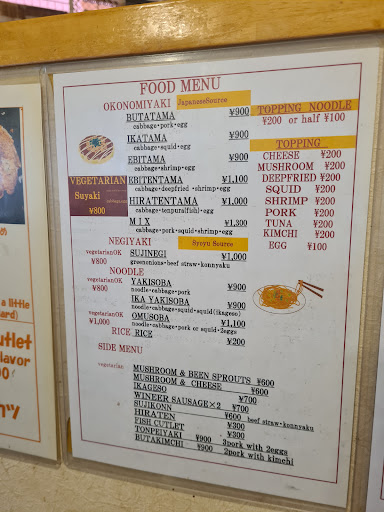 FOOD MENU
OKONOMIYAKI JapaneseSource
BUTATAMA ¥900
cabbage·pork·egg
IKATAMA ¥900
cabbage·squid·egg
EBITAMA ¥900
cabbage·shrimp·egg
VEGETARIAN
Suyaki
¥800
EBITENTAMA ¥1,100
cabbage·deepfried ·shrimp·egg
HIRATENTAMA ¥1,000
cabbage·tenpura(fish)·egg
MIX ¥1,300
cabbage·pork·squid·shrimp·egg
NEGIYAKI Syoyu Source
vegetarianOK SUJINEGI ¥1,000
¥800 greenonions·beef straw·konnyaku
NOODLE
vegetarianOK YAKISOBA ¥900
¥800 noodle·cabbage·pork
IKA YAKISOBA ¥900
noodle·cabbage·squid·squid(ikageso)
vegetarianOK OMUSOBA ¥1,100
¥1,000 noodle·cabbage·pork or squid·2eggs
RICE RICE ¥200
TOPPING NOODLE
¥200 or half ¥100
TOPPING
CHEESE ¥200
MUSHROOM ¥200
DEEPFRIED ¥200
SQUID ¥200
SHRIMP ¥200
PORK ¥200
TUNA ¥200
KIMCHI ¥200
EGG ¥100
SIDE MENU
vegetarian MUSHROOM & BEEN SPROUTS ¥600
MUSHROOM & CHEESE ¥600
IKAGESO ¥700
WINEER SAUSAGE×2 ¥700
SUJIKONN ¥600 beef straw·konnyaku
HIRATEN ¥300
FISH CUTLET ¥300
TONPEIYAKI ¥900 3pork with 2eggs
BUTAKIMCHI ¥900 2pork with kimchi
a little
utlet
lavor